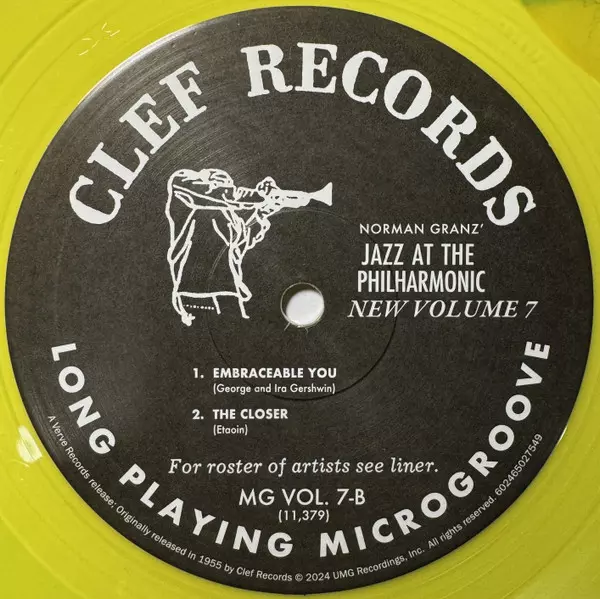 CLEF RECORDS
NORMAN GRANZ'
JAZZ AT THE
PHILHARMONIC
NEW VOLUME 7
1. EMBRACEABLE YOU
(George and Ira Gershwin)
2. THE CLOSER
(Etaoin)
For roster of artists see liner.
MG VOL. 7-B
(11,379)
LONG PLAYING MICROGROOVE
A Verve Records release: Originally released in 1955 by Clef Records © 2024 UMG Recordings, Inc. All rights reserved. 602465027549